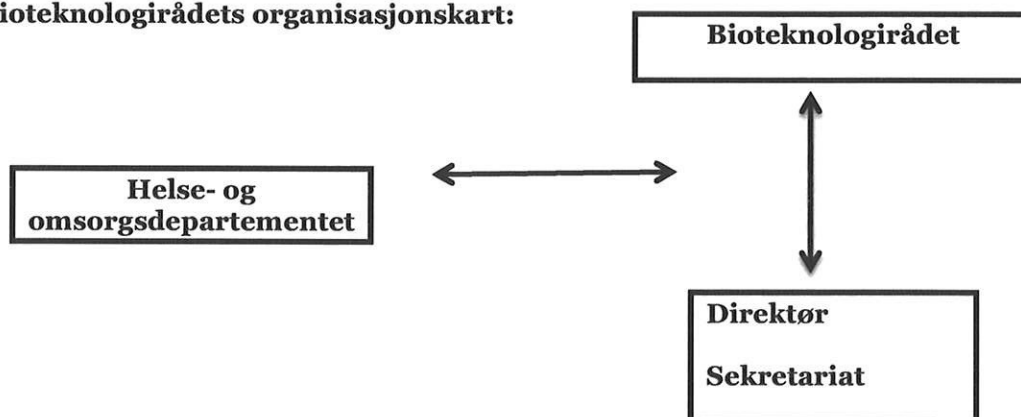 ioteknologirådets organisasjonskart:
Bioteknologirådet
Helse- og
omsorgsdepartementet
Direktør
Sekretariat